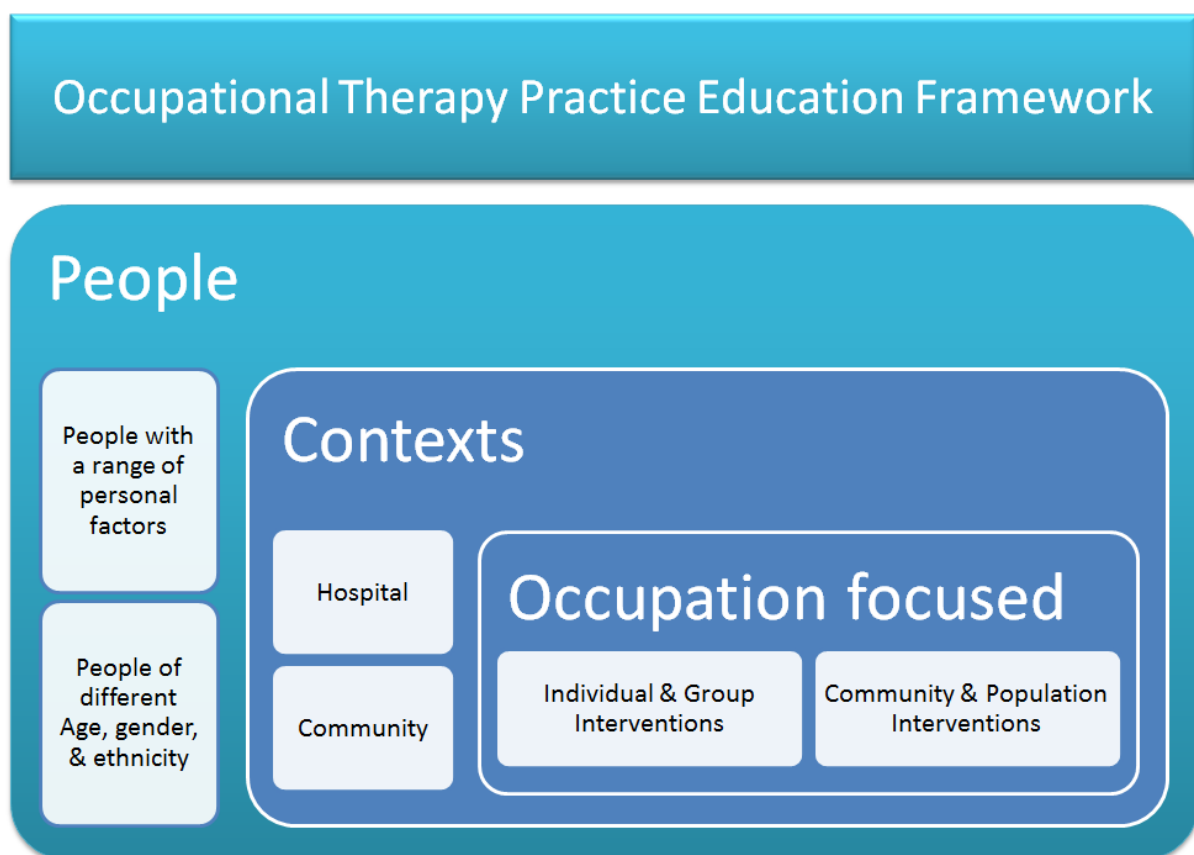 Occupational Therapy Practice Education Framework
People
People with
a range of
personal
factors
People of
different
Age, gender,
& ethnicity
Contexts
Hospital
Community
Occupation focused
Individual & Group
Interventions
Community & Population
Interventions